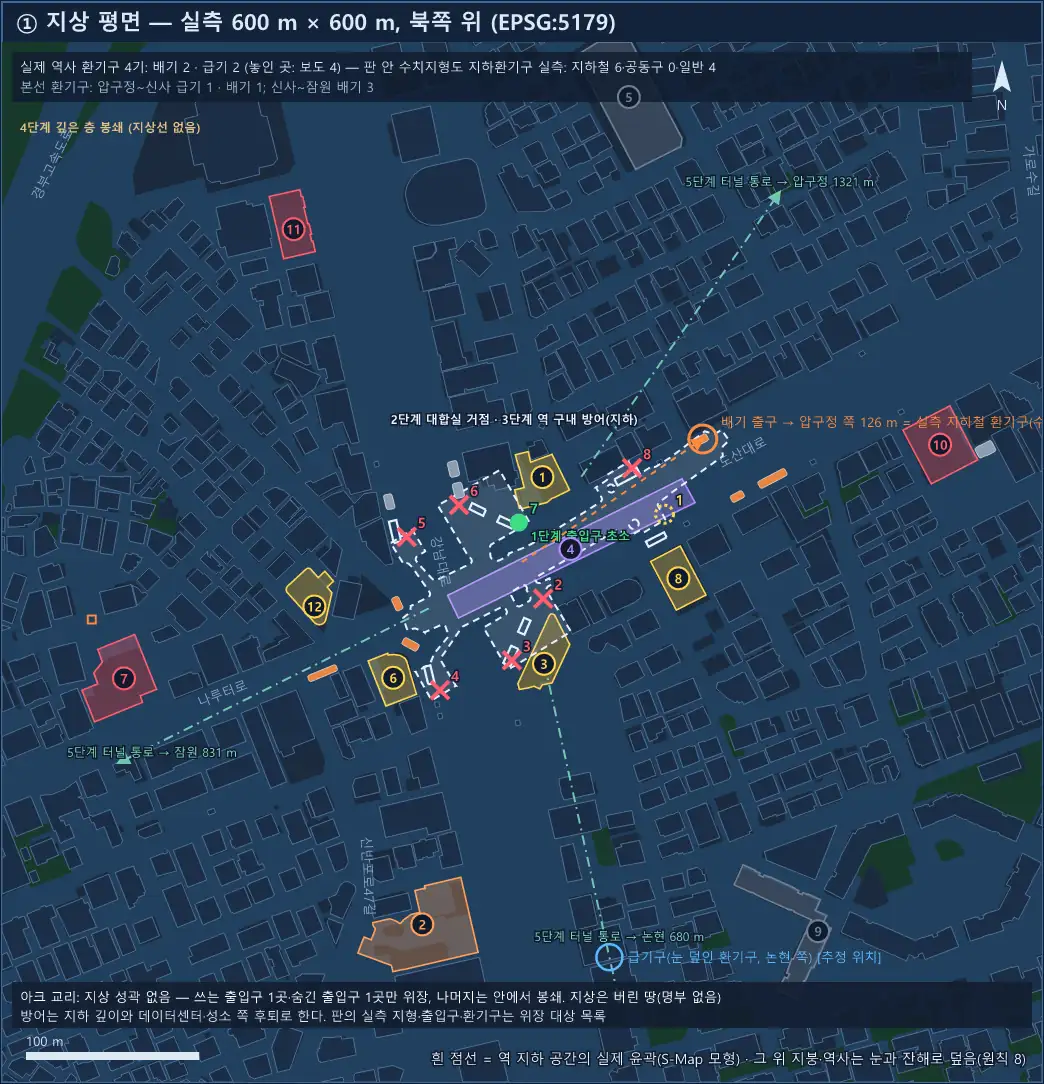 ① 지상 평면 — 실측 600 m × 600 m, 북쪽 위 (EPSG:5179)
실제 역사 환기구 4기: 배기 2 · 급기 2 (놓인 곳: 보도 4) — 판 안 수치지형도 지하환기구 실측: 지하철 6·공동구 0·일반 4
본선 환기구: 압구정~신사 급기 1 · 배기 1; 신사~잠원 배기 3
N
5
4단계 깊은 층 봉쇄 (지상선 없음)
경부고속도로
가로수길
5단계 터널 통로 → 압구정 1321 m
11
2단계 대합실 거점 · 3단계 역 구내 방어(지하)
배기 출구 → 압구정 쪽 126 m = 실측 지하철 환기구(수
10
노산대로
8
1
6
7
1
5
1단계 출입구 초소
강남대로
4
8
2
12
3
3
7
6
4
나루터로
5단계 터널 통로 → 잠원 831 m
신반포로47길
2
9
5단계 터널 통로 → 논현 680 m
급기구(눈 덮인 환기구, 논현 쪽) [추정 위치]
아크 교리: 지상 성곽 없음 — 쓰는 출입구 1곳·숨긴 출입구 1곳만 위장, 나머지는 안에서 봉쇄. 지상은 버린 땅(명부 없음)
방어는 지하 깊이와 데이터센터·성소 쪽 후퇴로 한다. 판의 실측 지형·출입구·환기구는 위장 대상 목록
100 m
흰 점선 = 역 지하 공간의 실제 윤곽(S-Map 모형) · 그 위 지붕·역사는 눈과 잔해로 덮음(원칙 8)